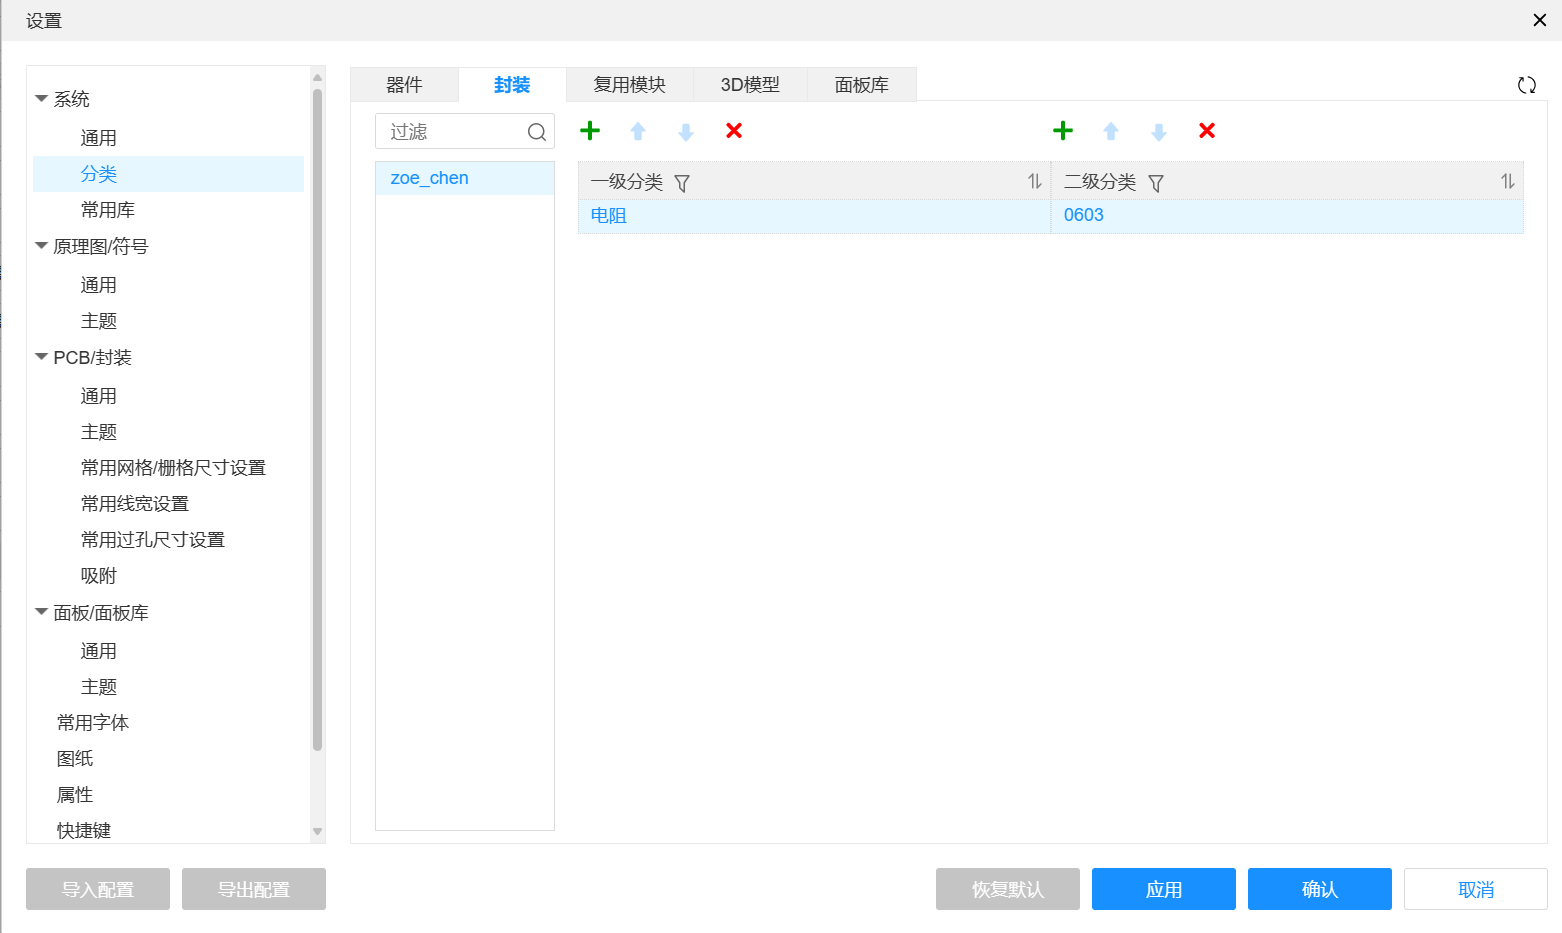 设置
系统
通用
分类
常用库
原理图/符号
通用
主题
PCB/封装
通用
主题
常用网格/栅格尺寸设置
常用线宽设置
常用过孔尺寸设置
吸附
面板/面板库
通用
主题
常用字体
图纸
属性
快捷键
器件 封装 复用模块 3D模型 面板库
过滤
zoe_chen
一级分类 二级分类
电阻 0603
导入配置 导出配置 恢复默认 应用 确认 取消